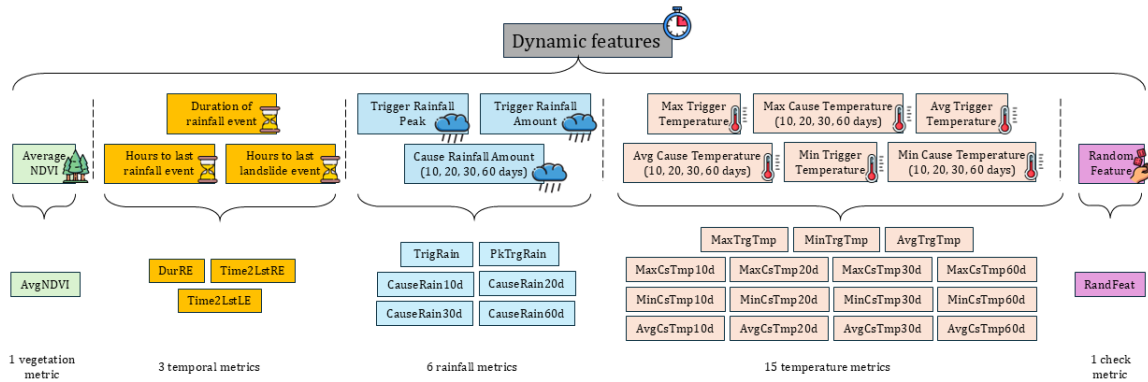 Dynamic features
Average
NDVI
Duration of
rainfall event
Hours to last
rainfall event
Hours to last
landslide event
Trigger Rainfall
Peak
Trigger Rainfall
Amount
Cause Rainfall Amount
(10, 20, 30, 60 days)
Max Trigger
Temperature
Max Cause Temperature
(10, 20, 30, 60 days)
Avg Trigger
Temperature
Avg Cause Temperature
(10, 20, 30, 60 days)
Min Trigger
Temperature
Min Cause Temperature
(10, 20, 30, 60 days)
Random
Feature
AvgNDVI
DurRE
Time2LstRE
Time2LstLE
TrigRain
PkTrgRain
CauseRain10d
CauseRain20d
CauseRain30d
CauseRain60d
MaxTrgTmp
MinTrgTmp
AvgTrgTmp
MaxCsTmp10d
MaxCsTmp20d
MaxCsTmp30d
MaxCsTmp60d
MinCsTmp10d
MinCsTmp20d
MinCsTmp30d
MinCsTmp60d
AvgCsTmp10d
AvgCsTmp20d
AvgCsTmp30d
AvgCsTmp60d
RandFeat
1 vegetation
metric
3 temporal metrics
6 rainfall metrics
15 temperature metrics
1 check
metric